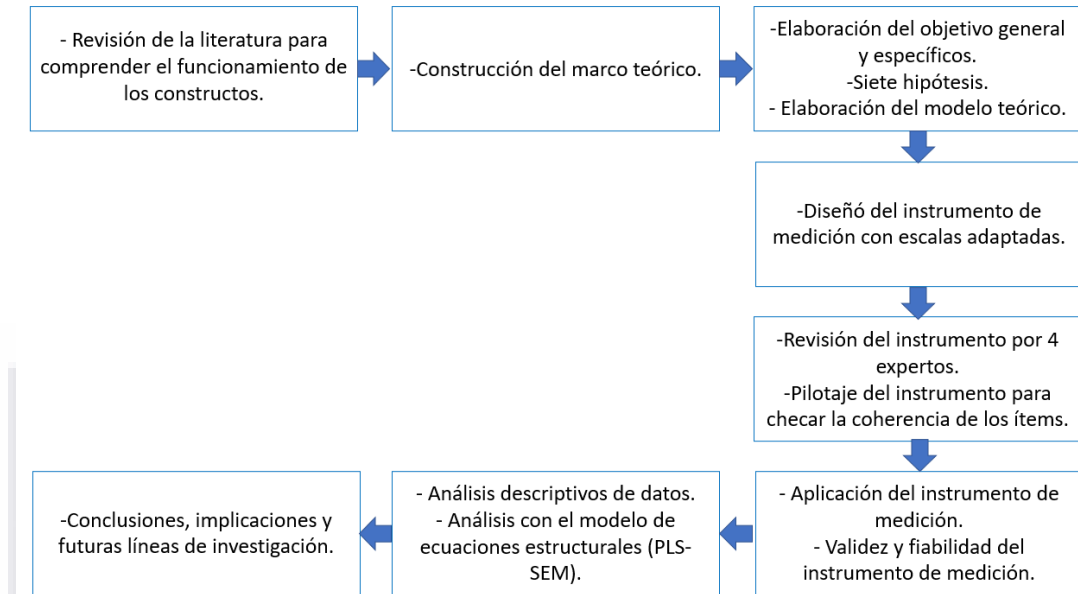 - Revisión de la literatura para
comprender el funcionamiento de
los constructos.
-Construcción del marco teórico.
-Elaboración del objetivo general
y específicos.
-Siete hipótesis.
- Elaboración del modelo teórico.
-Diseñó del instrumento de
medición con escalas adaptadas.
-Revisión del instrumento por 4
expertos.
-Pilotaje del instrumento para
checar la coherencia de los ítems.
- Aplicación del instrumento de
medición.
- Validez y fiabilidad del
instrumento de medición.
- Análisis descriptivos de datos.
- Análisis con el modelo de
ecuaciones estructurales (PLS-
SEM).
-Conclusiones, implicaciones y
futuras líneas de investigación.